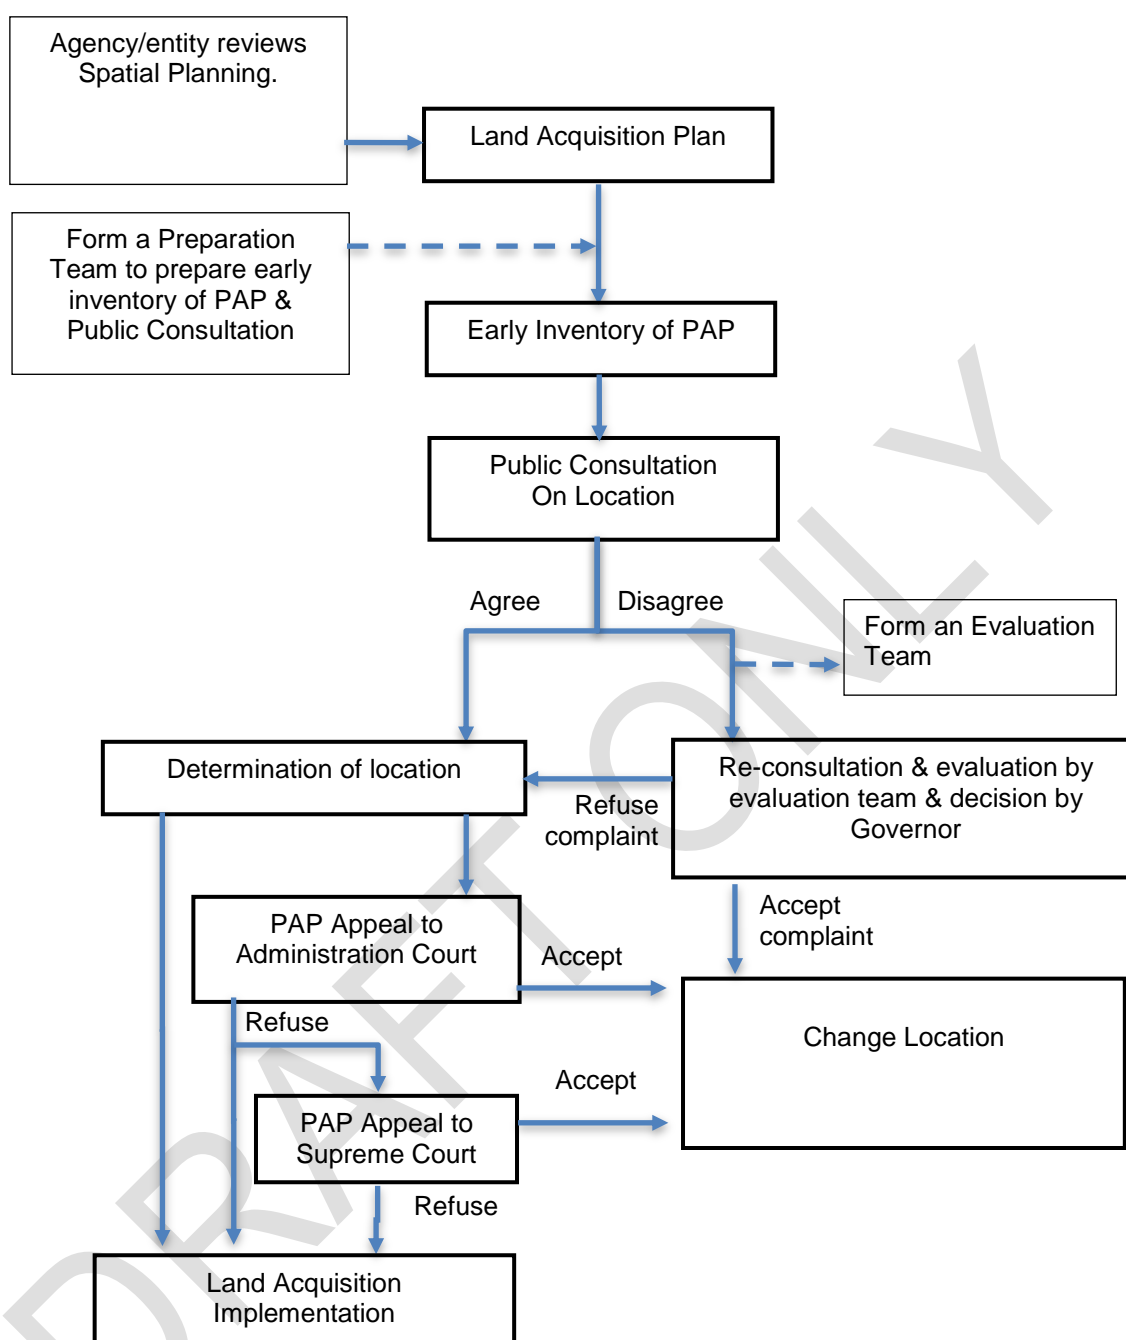 Agency/entity reviews
Spatial Planning.
Land Acquisition Plan
Form a Preparation
Team to prepare early
inventory of PAP &
Public Consultation
Early Inventory of PAP
Public Consultation
On Location
Agree
Disagree
Form an Evaluation
Team
Determination of location
Re-consultation & evaluation by
evaluation team & decision by
Governor
Refuse
complaint
Accept
complaint
PAP Appeal to
Administration Court
Accept
Refuse
Change Location
Accept
PAP Appeal to
Supreme Court
Refuse
Land Acquisition
Implementation
DRAFT ONLY